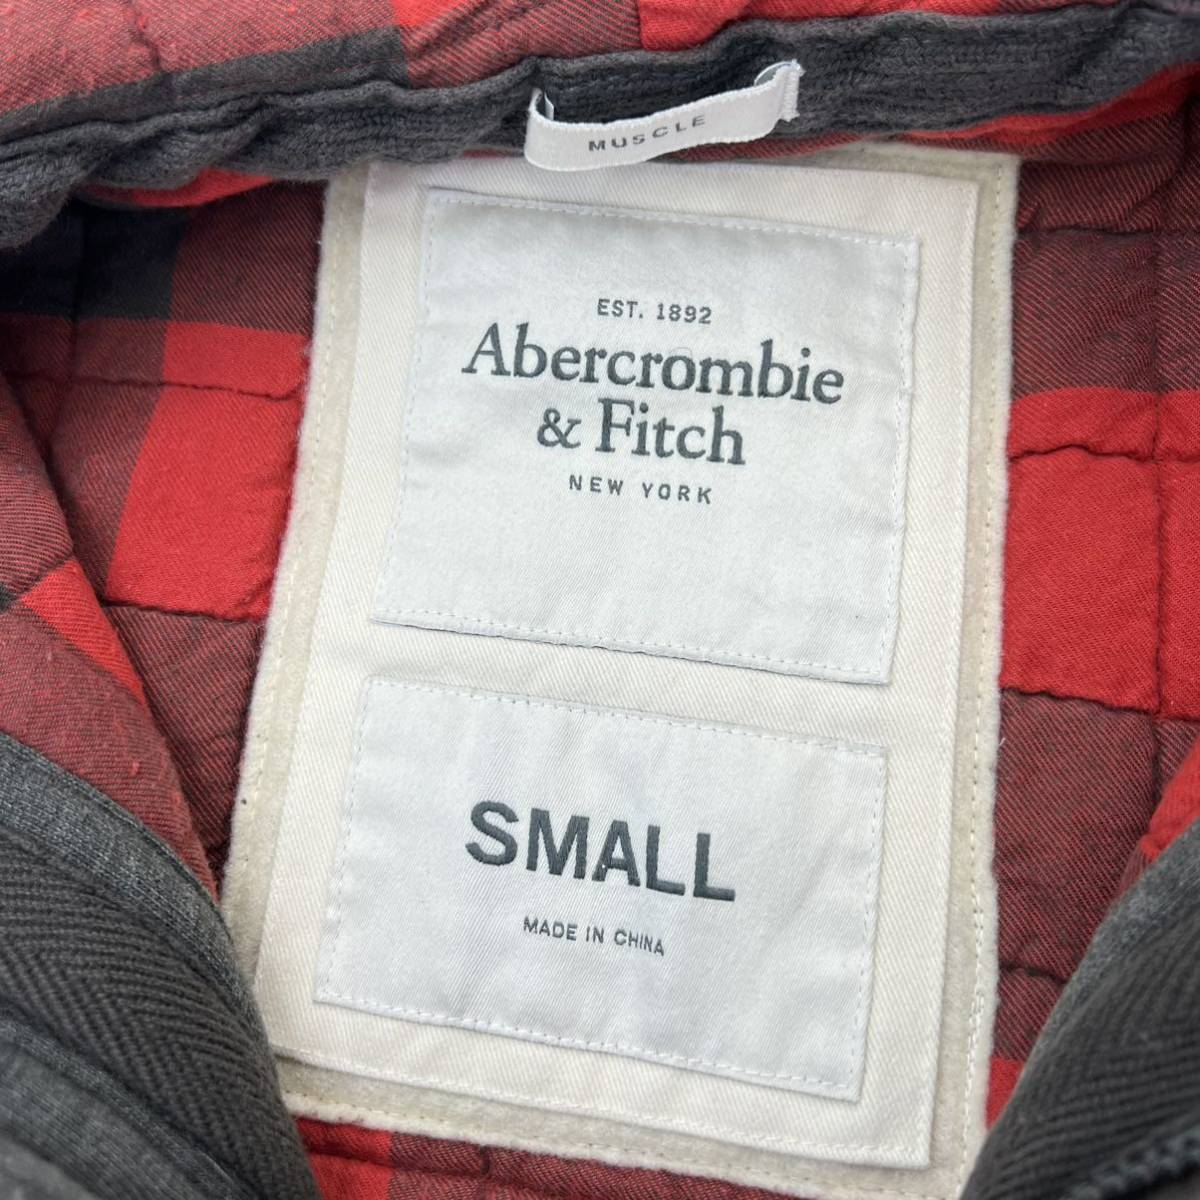 MUSCLE
EST. 1892
Abercrombie
& Fitch
NEW YORK
SMALL
MADE IN CHINA